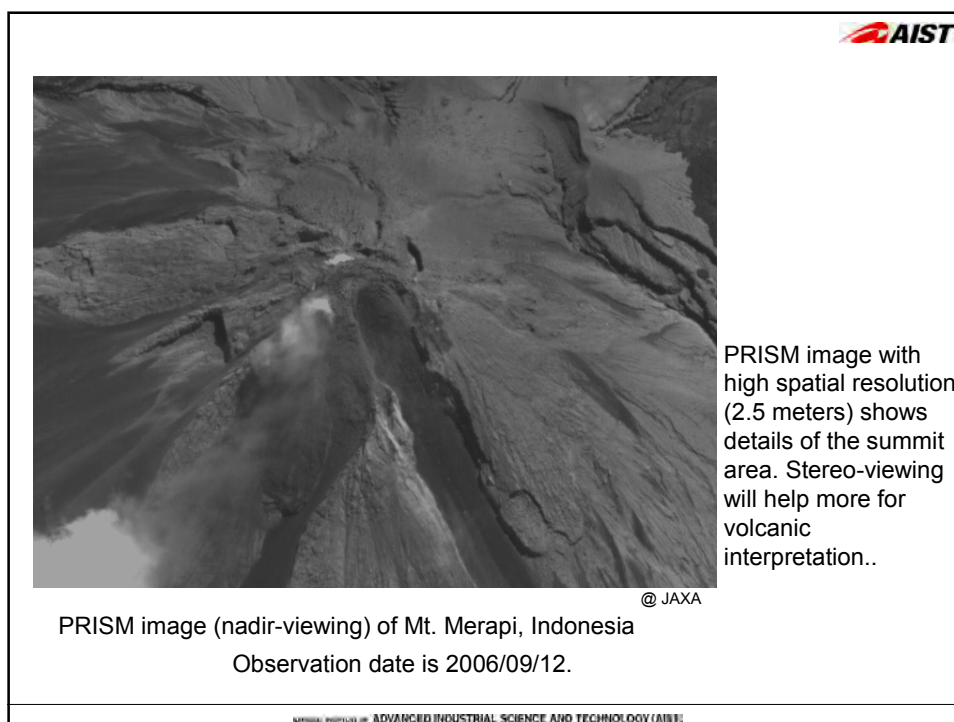 AIST
PRISM image with
high spatial resolution
(2.5 meters) shows
details of the summit
area. Stereo-viewing
will help more for
volcanic
interpretation..
@ JAXA
PRISM image (nadir-viewing) of Mt. Merapi, Indonesia
Observation date is 2006/09/12.
ADVANCED INDUSTRIAL SCIENCE AND TECHNOLOGY (AIST)